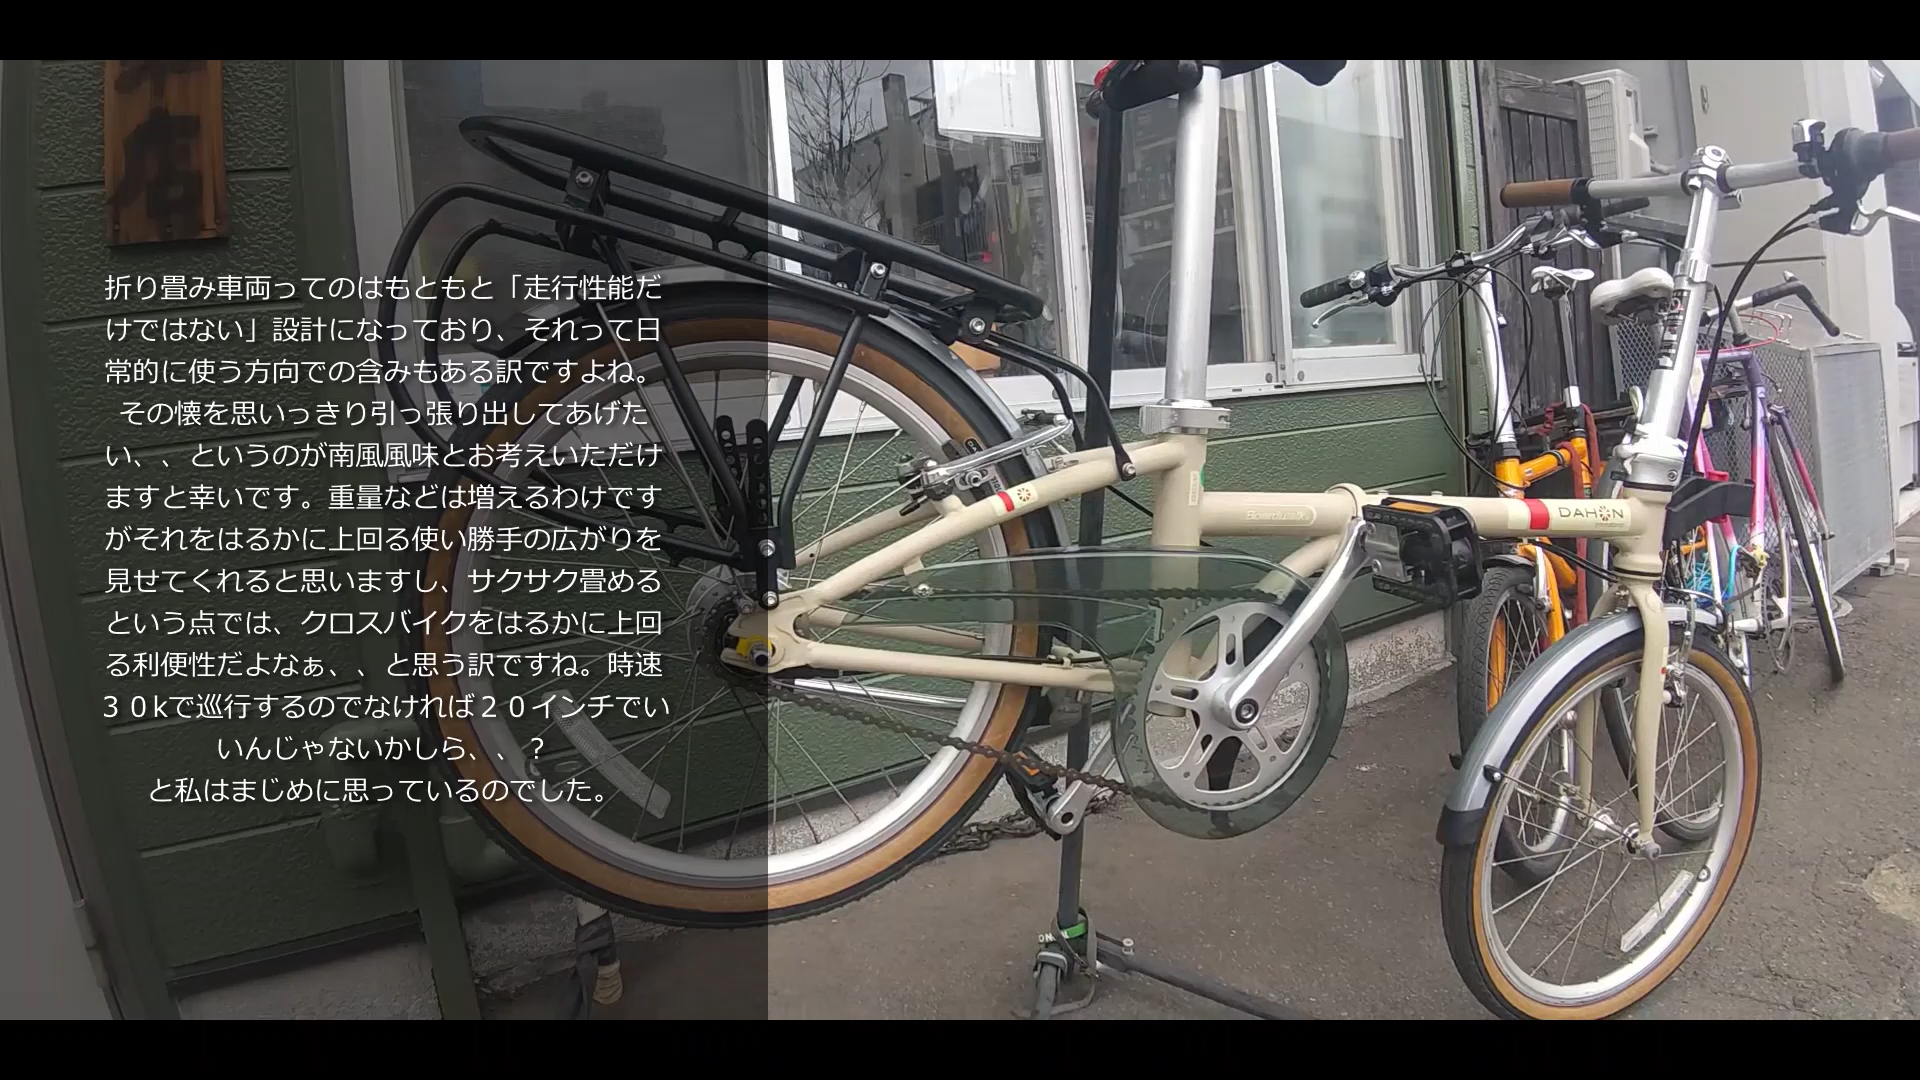 本店
折り畳み車両ってのはもともと「走行性能だ
けではない」設計になっており、それって日
常的に使う方向での含みもある訳ですよね。
その懐を思いっきり引っ張り出してあげた
い、、というのが南風風味とお考えいただけ
ますと幸いです。重量などは増えるわけです
がそれをはるかに上回る使い勝手の広がりを
見せてくれると思いますし、サクサク畳める
という点では、クロスバイクをはるかに上回
る利便性だよなぁ、、と思う訳ですね。時速
３０kで巡行するのでなければ２０インチでい
いんじゃないかしら、、？
と私はまじめに思っているのでした。
Boardwalk
DAHON